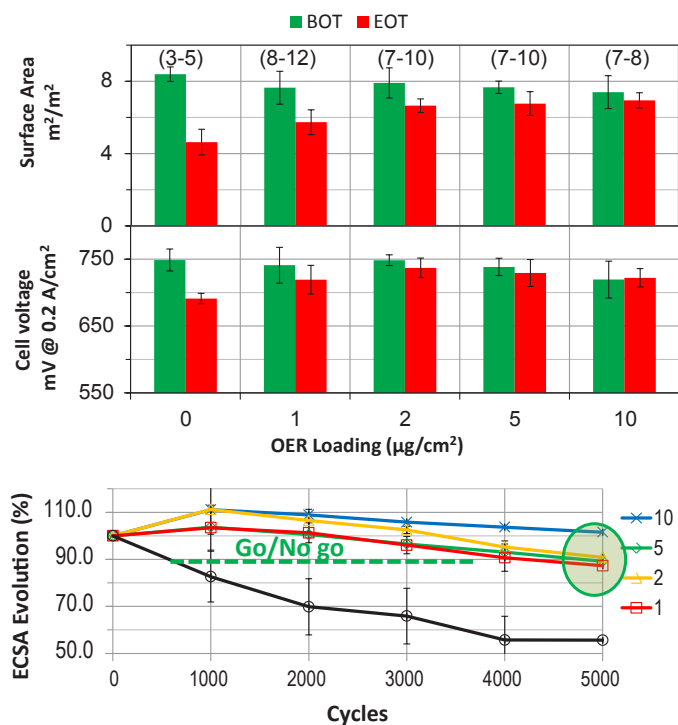 BOT EOT
(3-5) (8-12) (7-10) (7-10) (7-8)
Surface Area
m²/m²
8
4
0
Cell voltage
mV @ 0.2 A/cm²
750
650
550
0 1 2 5 10
OER Loading (µg/cm²)
ECSA Evolution (%)
110.0
90.0
70.0
50.0
Go/No go
10
5
2
1
0 1000 2000 3000 4000 5000
Cycles